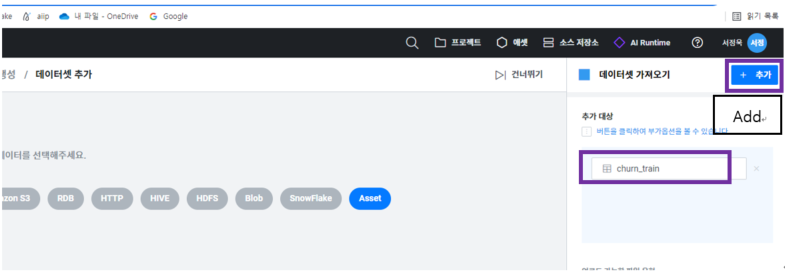 ake aiip 내 파일 - OneDrive Google 읽기 목록
프로젝트 에셋 소스 저장소 AI Runtime 서정욱 서정
생성 / 데이터셋 추가 건너뛰기
데이터셋 가져오기 + 추가
Add
추가 대상
버튼을 클릭하여 부가옵션을 볼 수 있습니다
데이터를 선택해주세요.
churn_train
azon S3 RDB HTTP HIVE HDFS Blob SnowFlake Asset